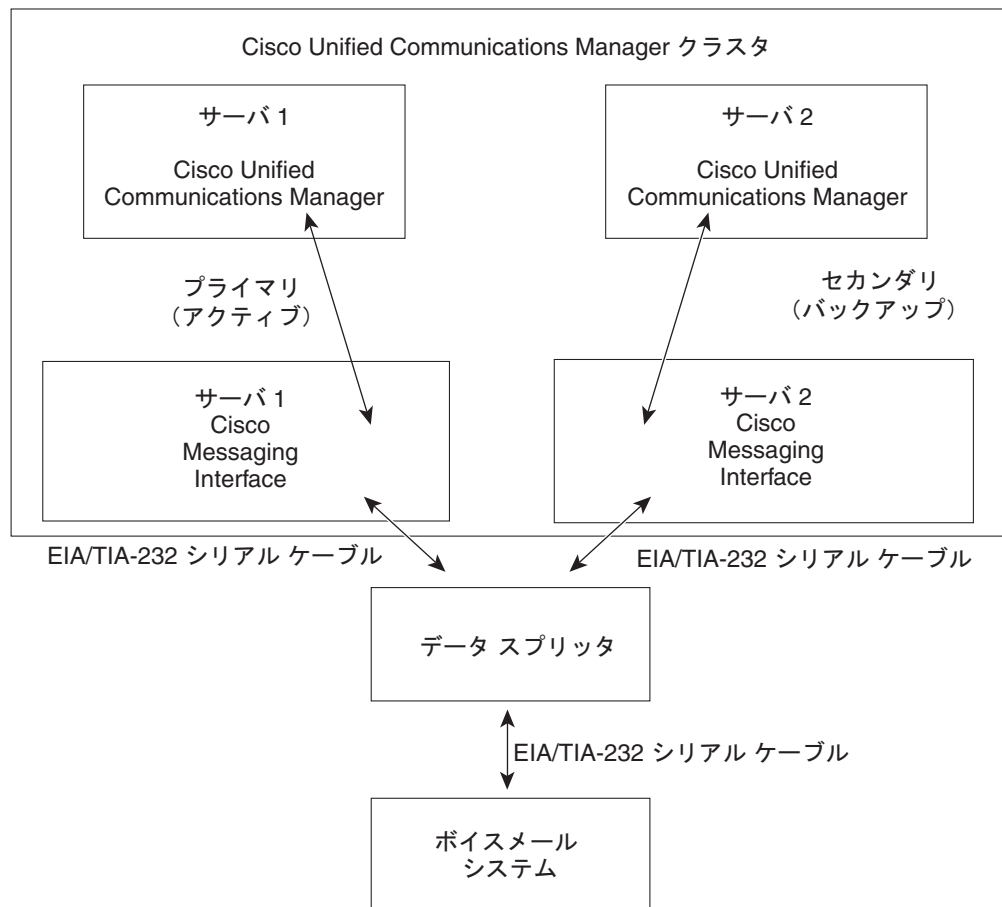 Cisco Unified Communications Manager クラスタ
サーバ 1
Cisco Unified
Communications Manager
サーバ 2
Cisco Unified
Communications Manager
プライマリ
（アクティブ）
セカンダリ
（バックアップ）
サーバ 1
Cisco
Messaging
Interface
サーバ 2
Cisco
Messaging
Interface
EIA/TIA-232 シリアル ケーブル
EIA/TIA-232 シリアル ケーブル
データ スプリッタ
EIA/TIA-232 シリアル ケーブル
ボイスメール
システム